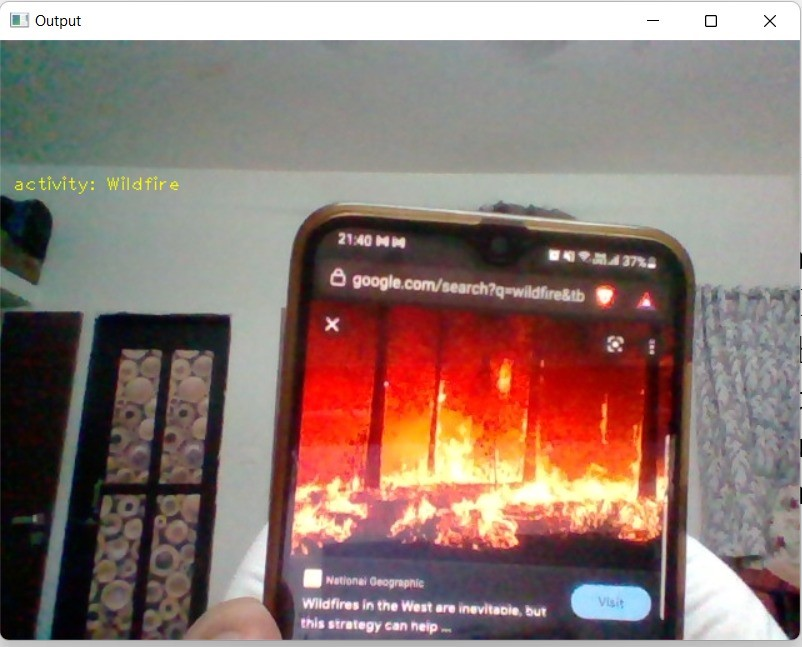 Output
activity: Wildfire
21:40
37%
google.com/search?q=wildfire&tb
National Geographic
Visit
Wildfires in the West are inevitable, but
this strategy can help ...